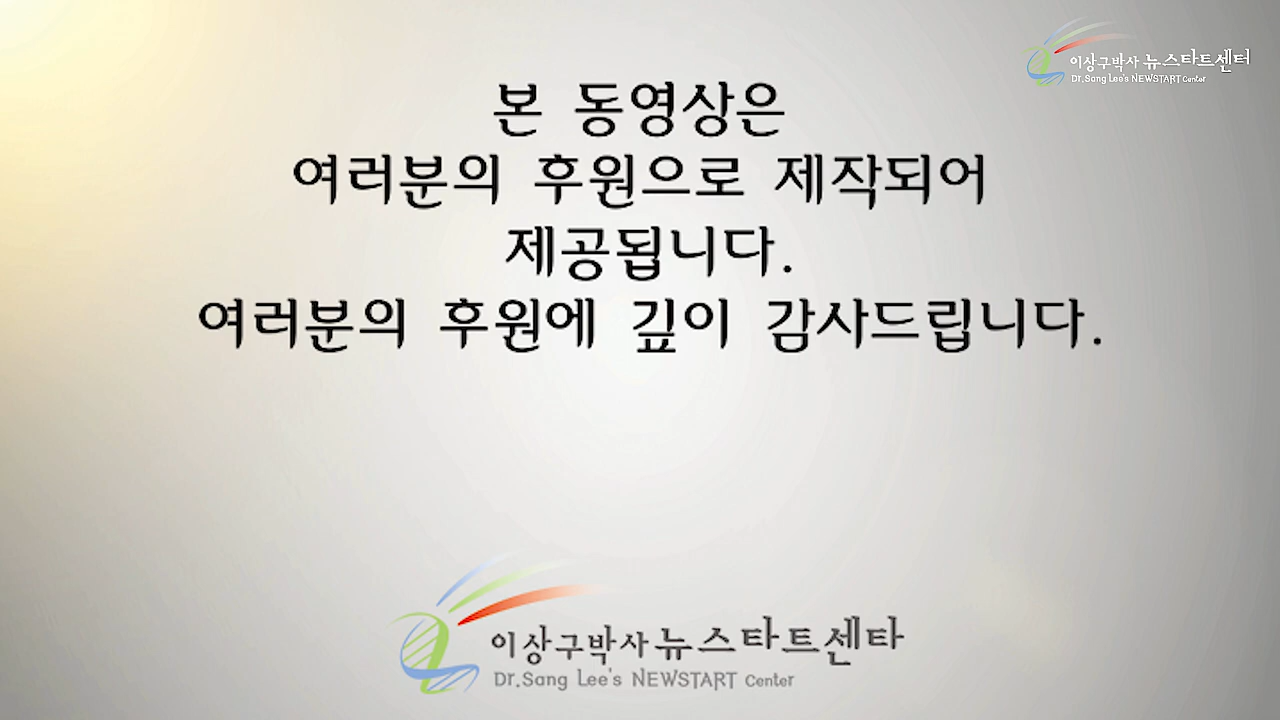 이상구박사 뉴스타트센터
Dr.Sang Lee's NEWSTART Center
본 동영상은
여러분의 후원으로 제작되어
제공됩니다.
여러분의 후원에 깊이 감사드립니다.
이상구박사 뉴스타트센타
Dr.Sang Lee's NEWSTART Center